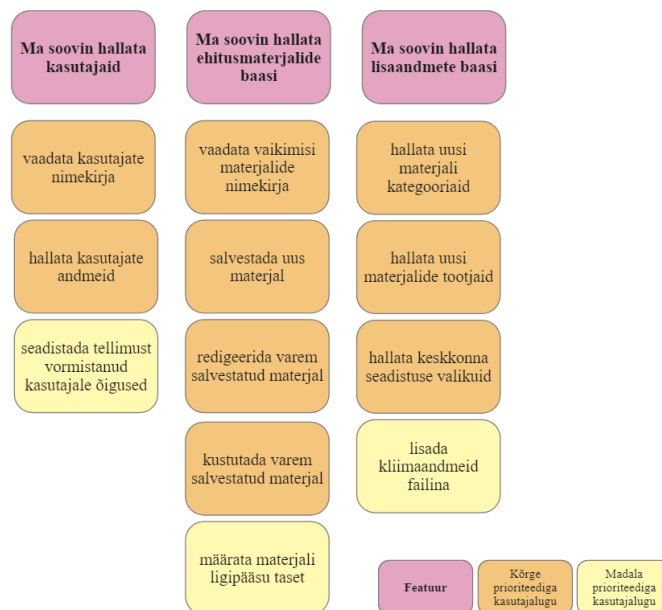 Ma soovin hallata
kasutajaid
Ma soovin hallata
ehitusmaterjalide
baasi
Ma soovin hallata
lisaandmete baasi
vaadata kasutajate
nimekirja
vaadata vaikimisi
materjalide
nimekirja
hallata uusi
materjali
kategooriaid
hallata kasutajate
andmeid
salvestada uus
materjal
hallata uusi
materjalide tootjaid
seadistada tellimust
vormistanud
kasutajale õigused
redigeerida varem
salvestatud materjal
hallata keskkonna
seadistuse valikuid
kustutada varem
salvestatud materjal
lisada
kliimaandmeid
failina
määrata materjali
ligipääsu taset
Featuur
Kõrge
prioriteediga
kasutajalugu
Madala
prioriteediga
kasutajalugu